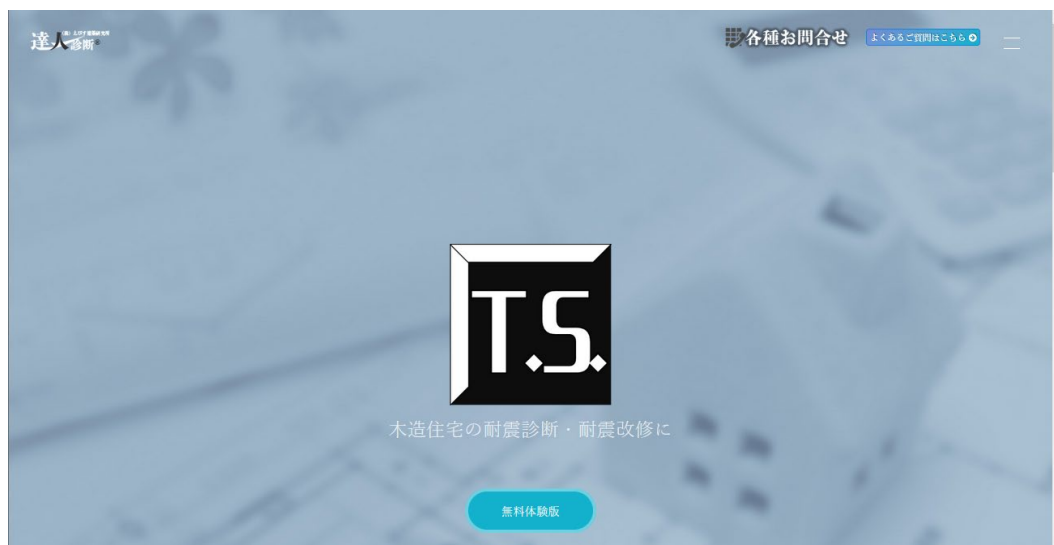 達人診断
各種お問合せ
よくあるご質問はこちら
T.S.
木造住宅の耐震診断・耐震改修に
無料体験版